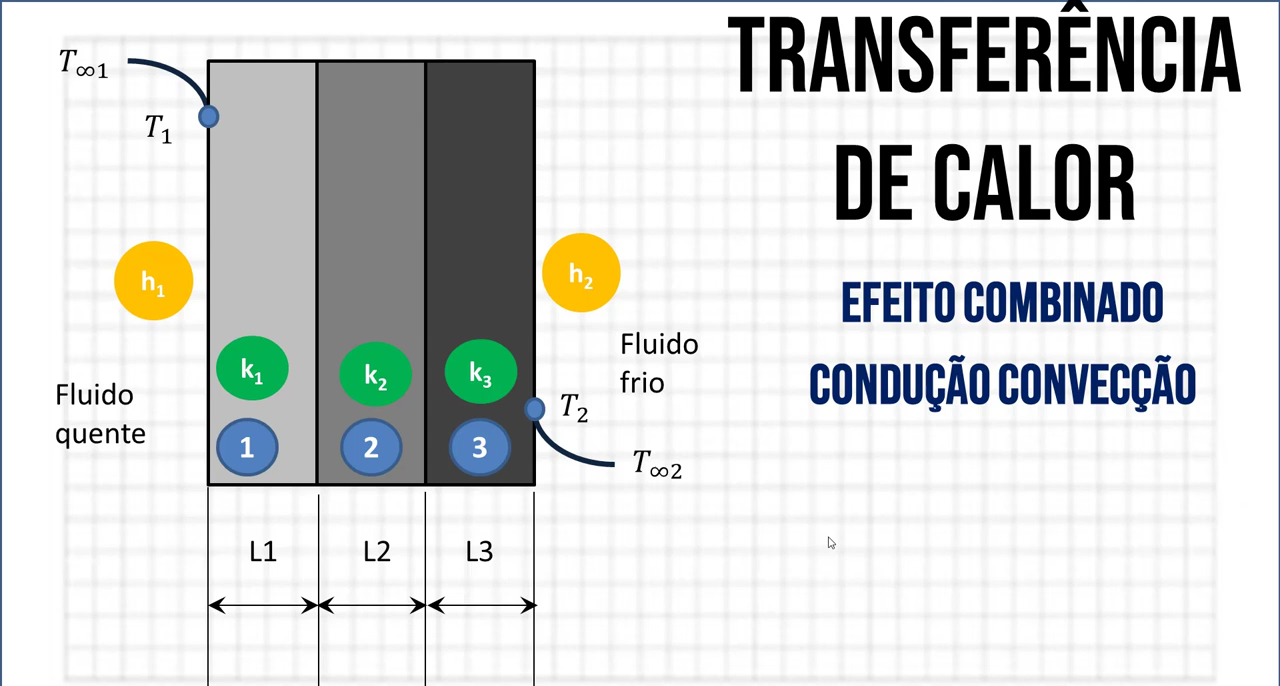 TRANSFERÊNCIA
DE CALOR
EFEITO COMBINADO
CONDUÇÃO CONVECÇÃO
T∞1
T1
h1
h2
k1
k2
k3
Fluido
quente
Fluido
frio
1
2
3
T2
T∞2
L1
L2
L3